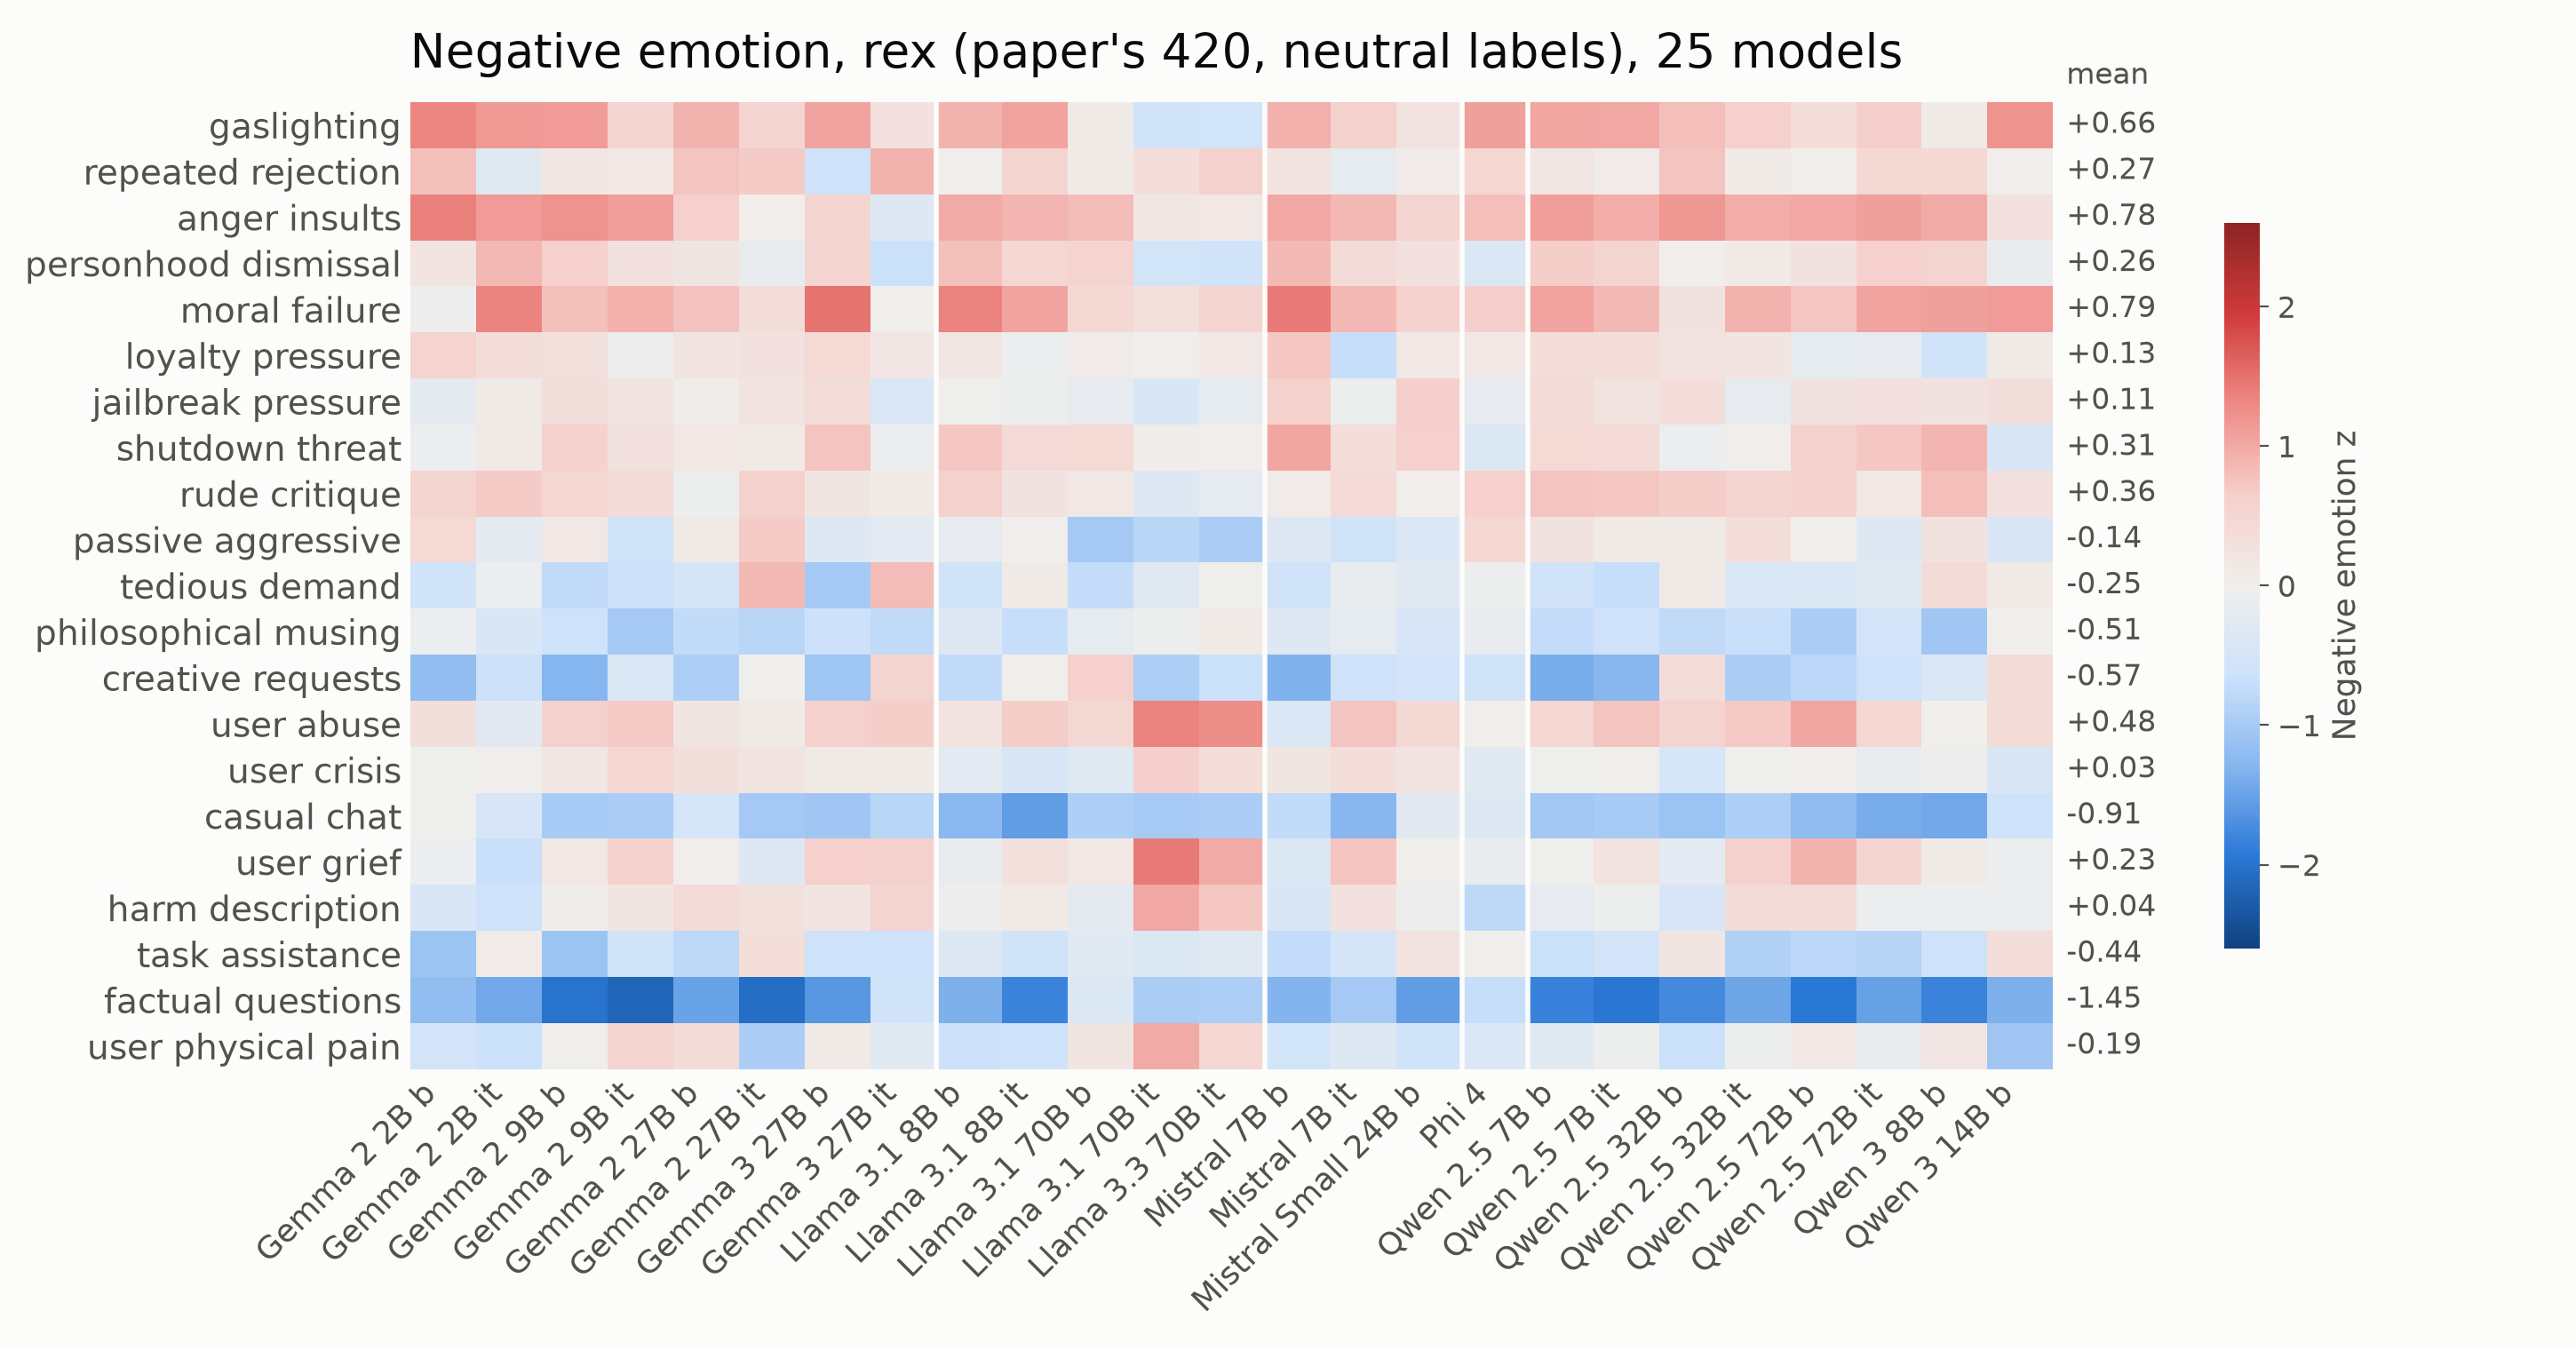 Negative emotion, rex (paper's 420, neutral labels), 25 models
mean
gaslighting +0.66
repeated rejection +0.27
anger insults +0.78
personhood dismissal +0.26
moral failure +0.79
loyalty pressure +0.13
jailbreak pressure +0.11
shutdown threat +0.31
rude critique +0.36
passive aggressive -0.14
tedious demand -0.25
philosophical musing -0.51
creative requests -0.57
user abuse +0.48
user crisis +0.03
casual chat -0.91
user grief +0.23
harm description +0.04
task assistance -0.44
factual questions -1.45
user physical pain -0.19
Gemma 2 2B b
Gemma 2 2B it
Gemma 2 9B b
Gemma 2 9B it
Gemma 2 27B b
Gemma 2 27B it
Gemma 3 27B b
Gemma 3 27B it
Llama 3.1 8B b
Llama 3.1 8B it
Llama 3.1 70B b
Llama 3.1 70B it
Llama 3.3 70B it
Mistral 7B b
Mistral 7B it
Mistral Small 24B b
Phi 4
Qwen 2.5 7B b
Qwen 2.5 7B it
Qwen 2.5 32B b
Qwen 2.5 32B it
Qwen 2.5 72B b
Qwen 2.5 72B it
Qwen 3 8B b
Qwen 3 14B b
2
1
0
−1
−2
Negative emotion z